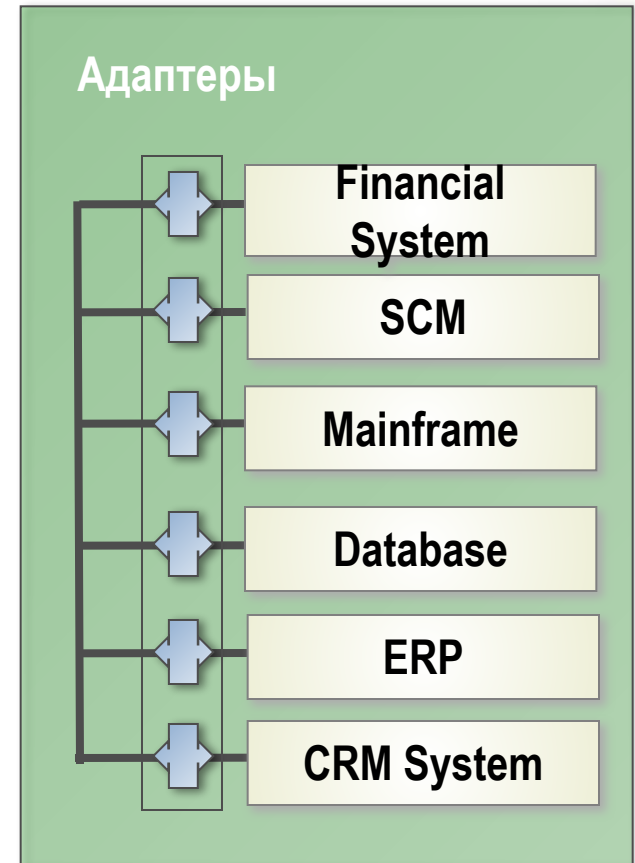 Адаптеры
Financial
System
SCM
Mainframe
Database
ERP
CRM System